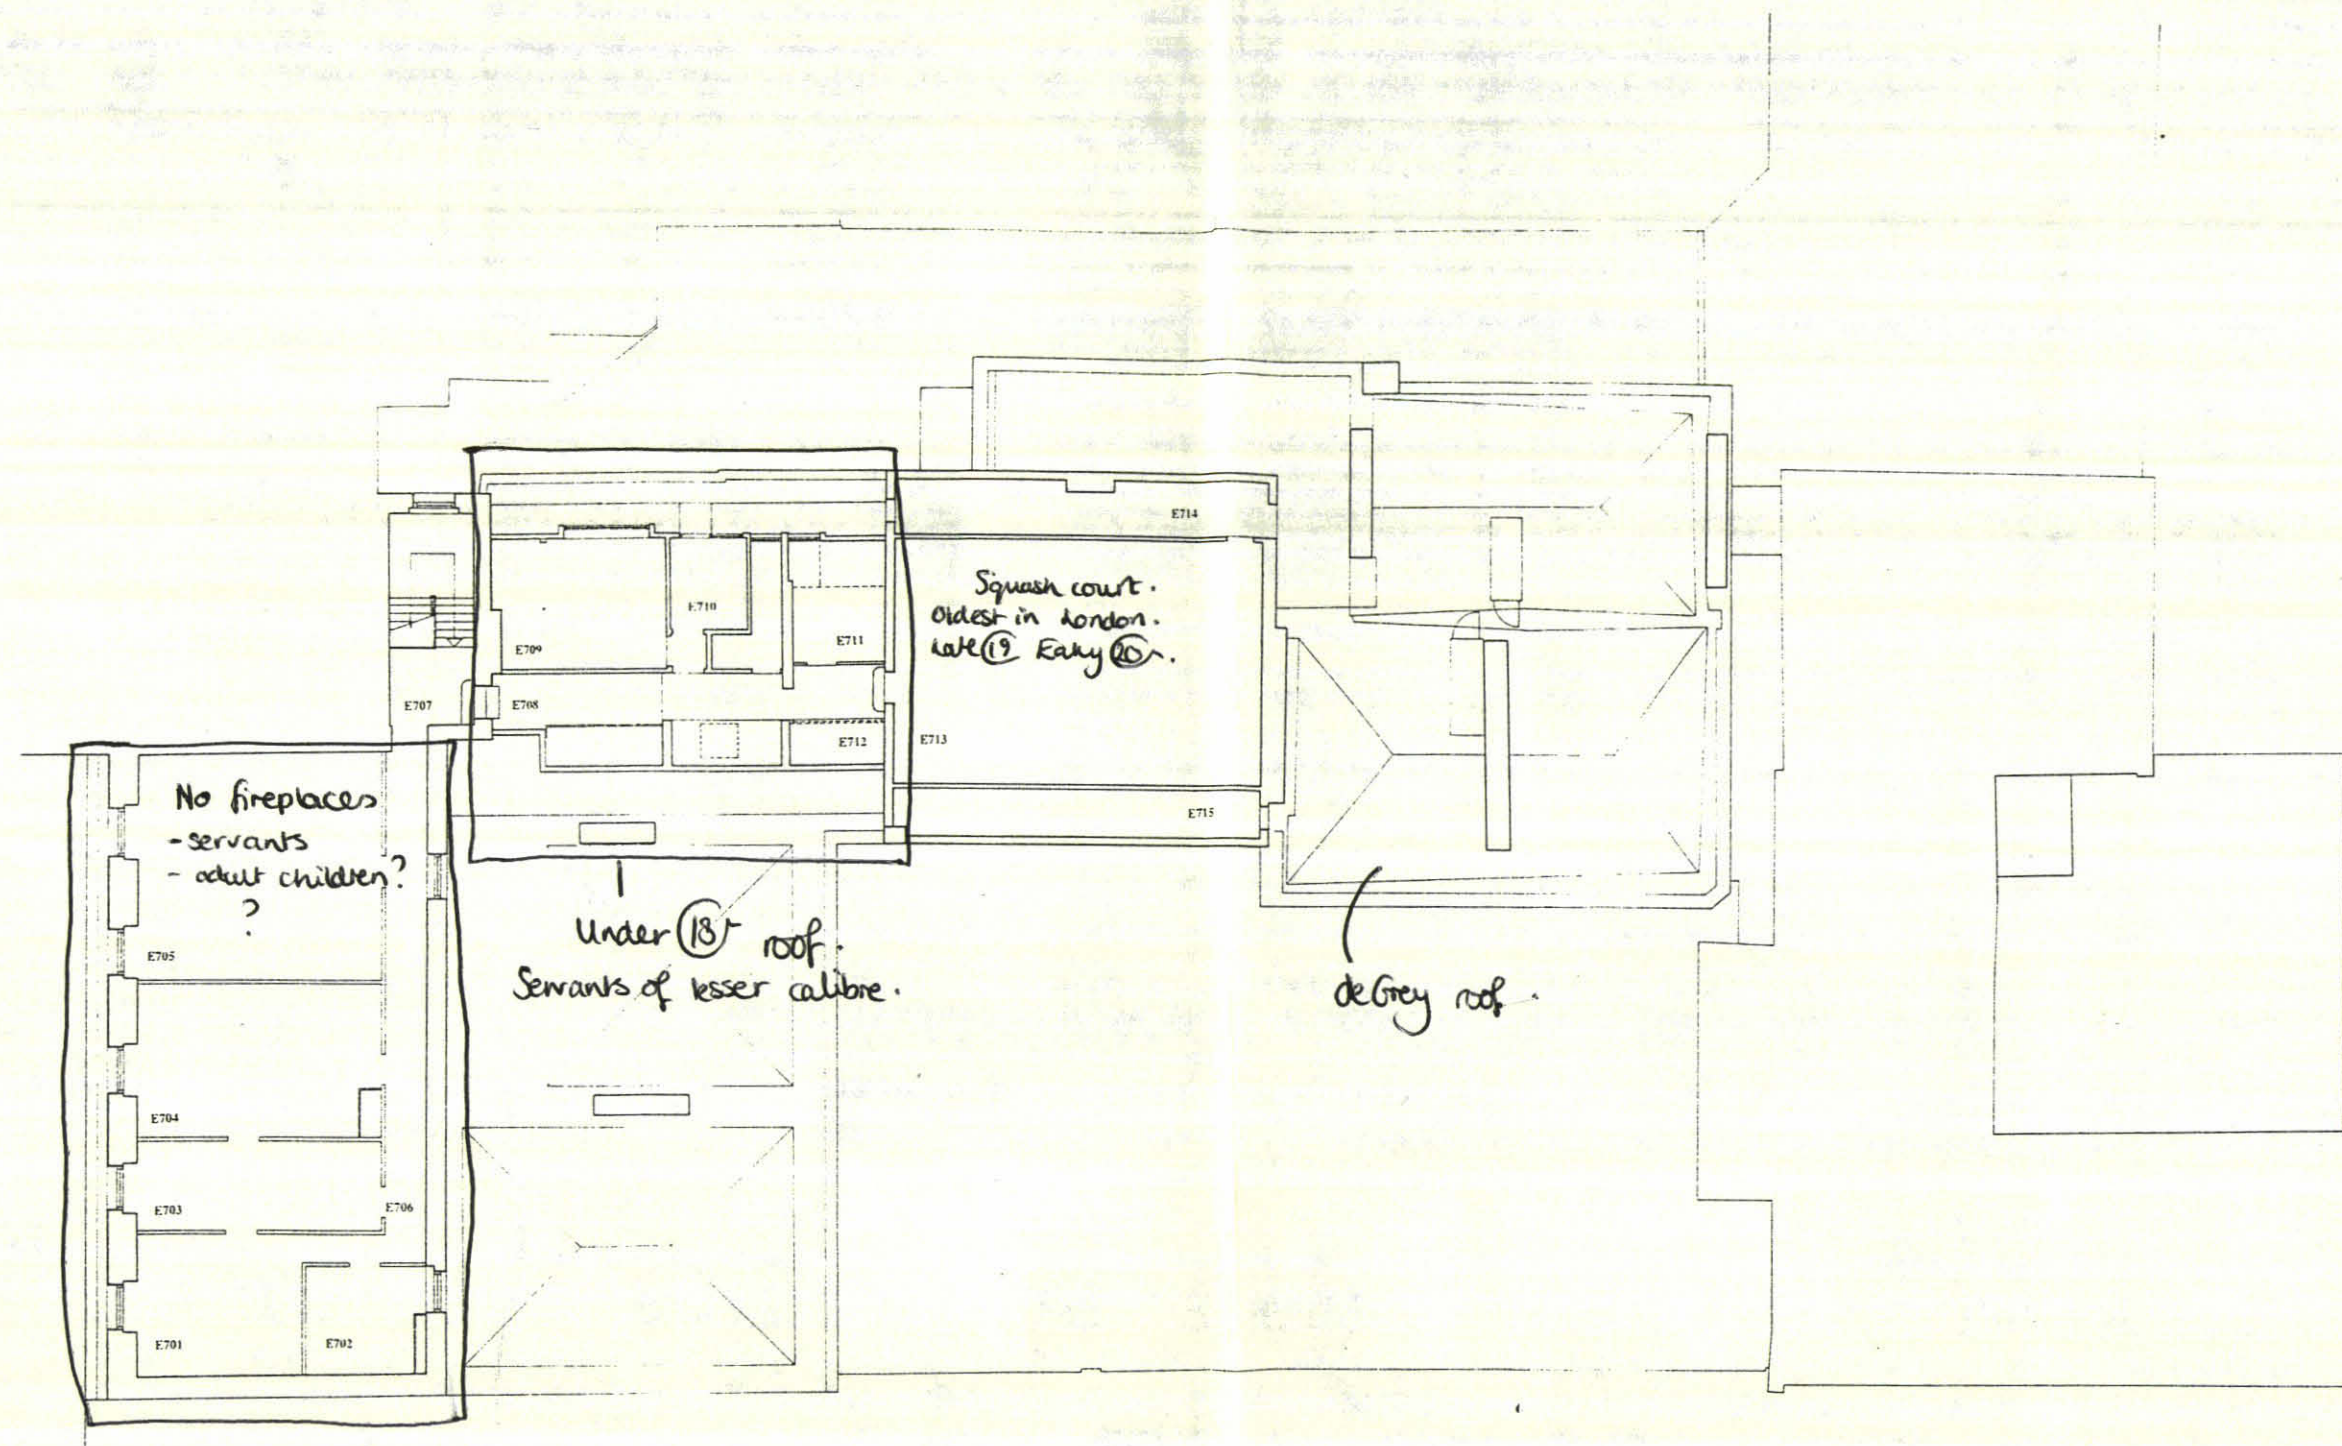 E714
Squash court.
Oldest in London.
Late 19 Early 20
E710
E711
E709
E707
E708
E712
E713
E715
No fireplaces
- servants
- adult children?
?
E705
Under 18 roof.
Servants of lesser calibre.
deGrey roof.
E704
E703
E706
E701
E702